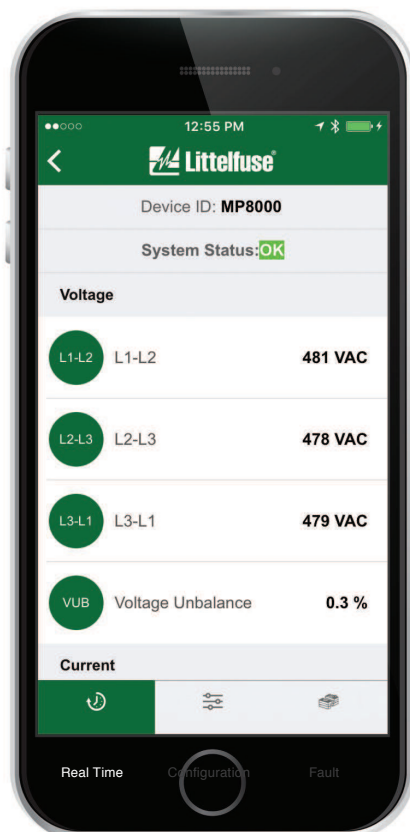 12:55 PM
Littelfuse®
Device ID: MP8000
System Status:OK
Voltage
L1-L2 L1-L2 481 VAC
L2-L3 L2-L3 478 VAC
L3-L1 L3-L1 479 VAC
VUB Voltage Unbalance 0.3 %
Current
Real Time Configuration Fault